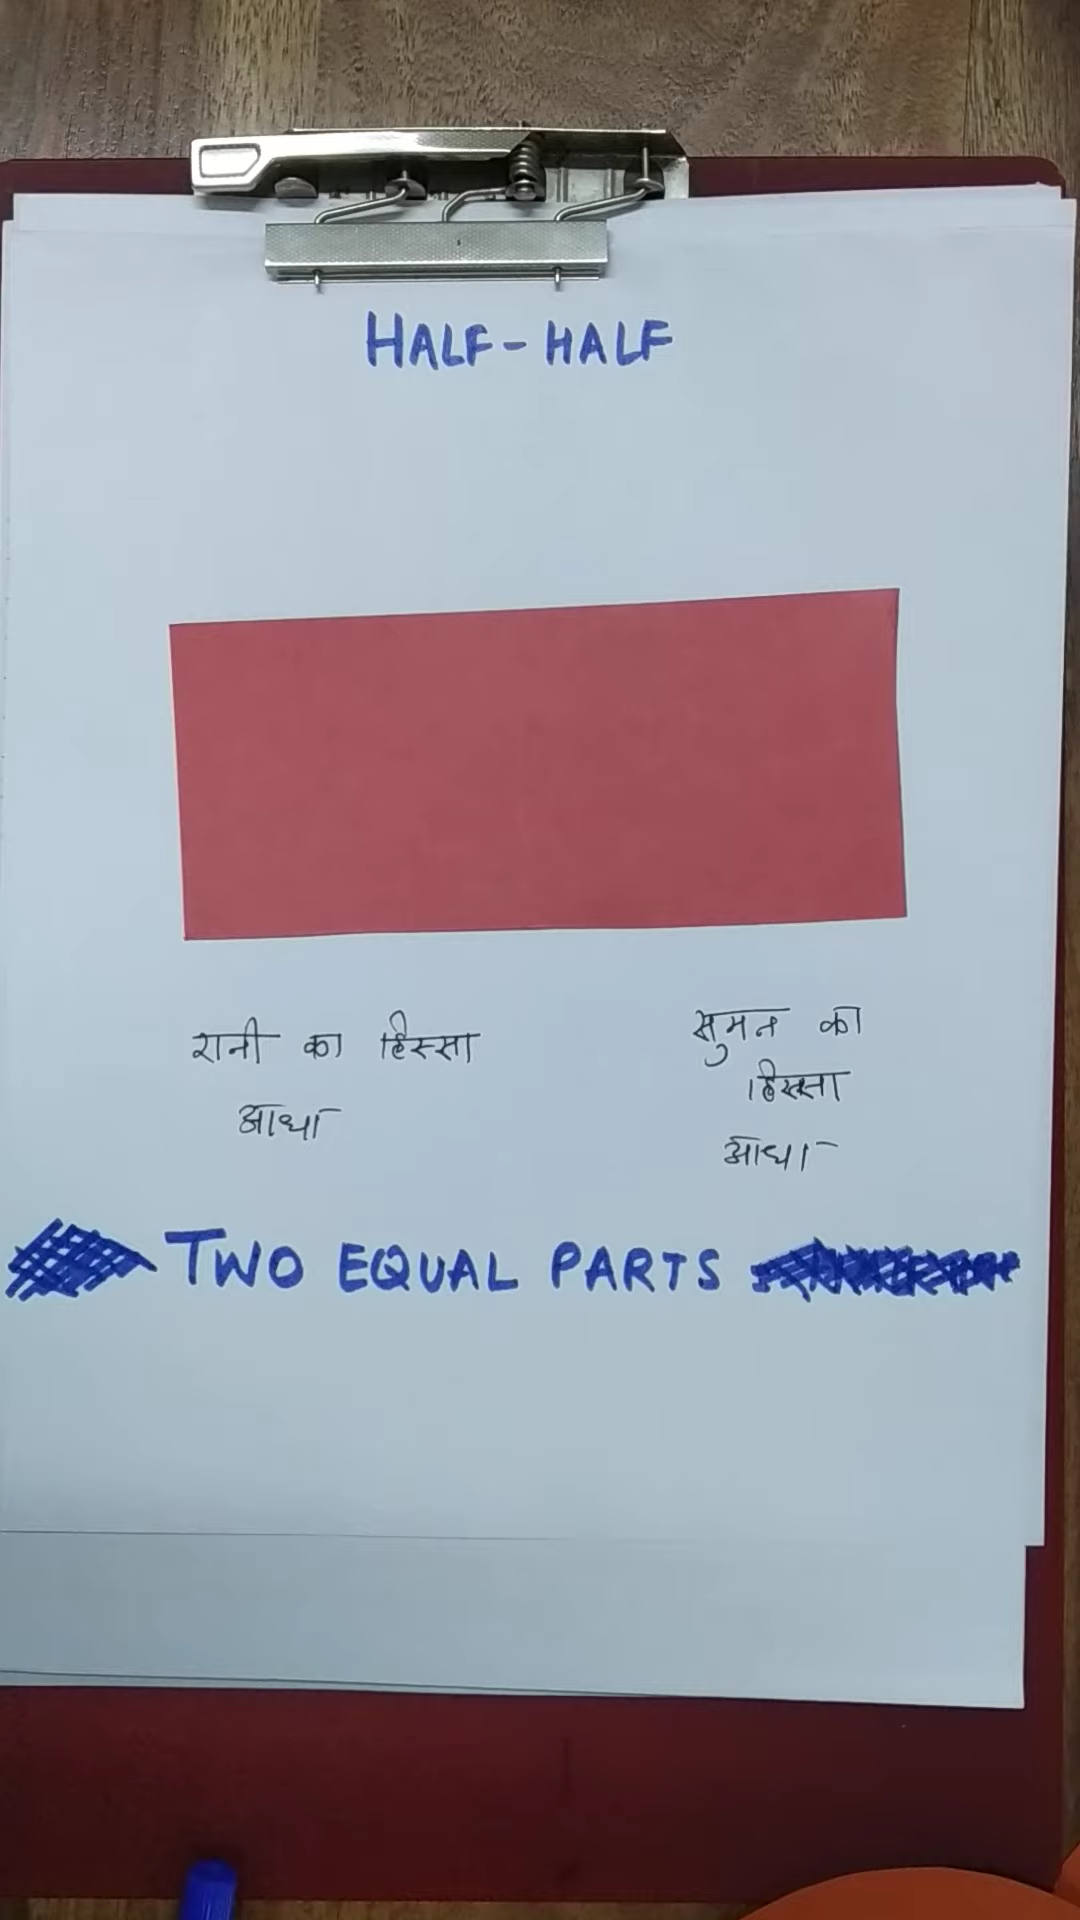 HALF - HALF
रानी का हिस्सा
आधा
सुमन का
हिस्सा
आधा
TWO EQUAL PARTS